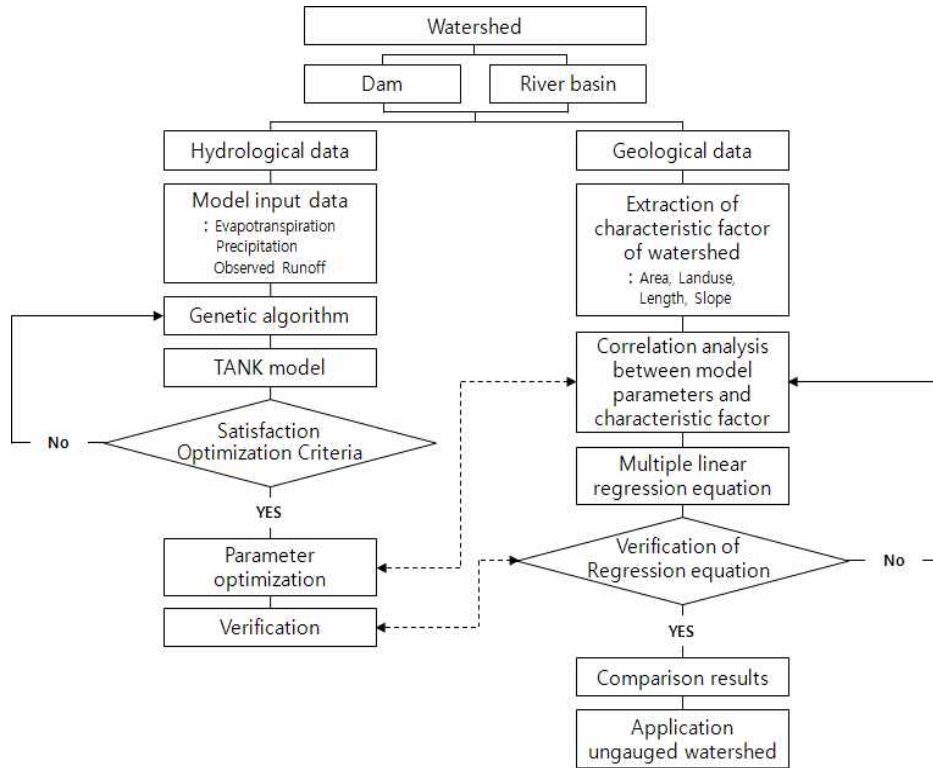 Watershed
Dam
River basin
Hydrological data
Geological data
Model input data
: Evapotranspiration
Precipitation
Observed Runoff
Extraction of
characteristic factor
of watershed
: Area, Landuse,
Length, Slope
Genetic algorithm
TANK model
Correlation analysis
between model
parameters and
characteristic factor
Satisfaction
Optimization Criteria
No
YES
Multiple linear
regression equation
Parameter
optimization
Verification of
Regression equation
No
Verification
YES
Comparison results
Application
ungauged watershed